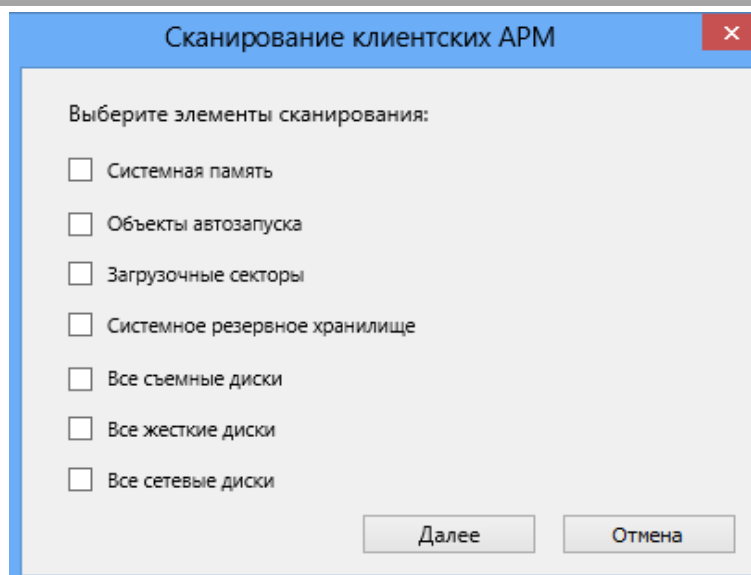 Сканирование клиентских АРМ
Выберите элементы сканирования:
Системная память
Объекты автозапуска
Загрузочные секторы
Системное резервное хранилище
Все съемные диски
Все жесткие диски
Все сетевые диски
Далее Отмена